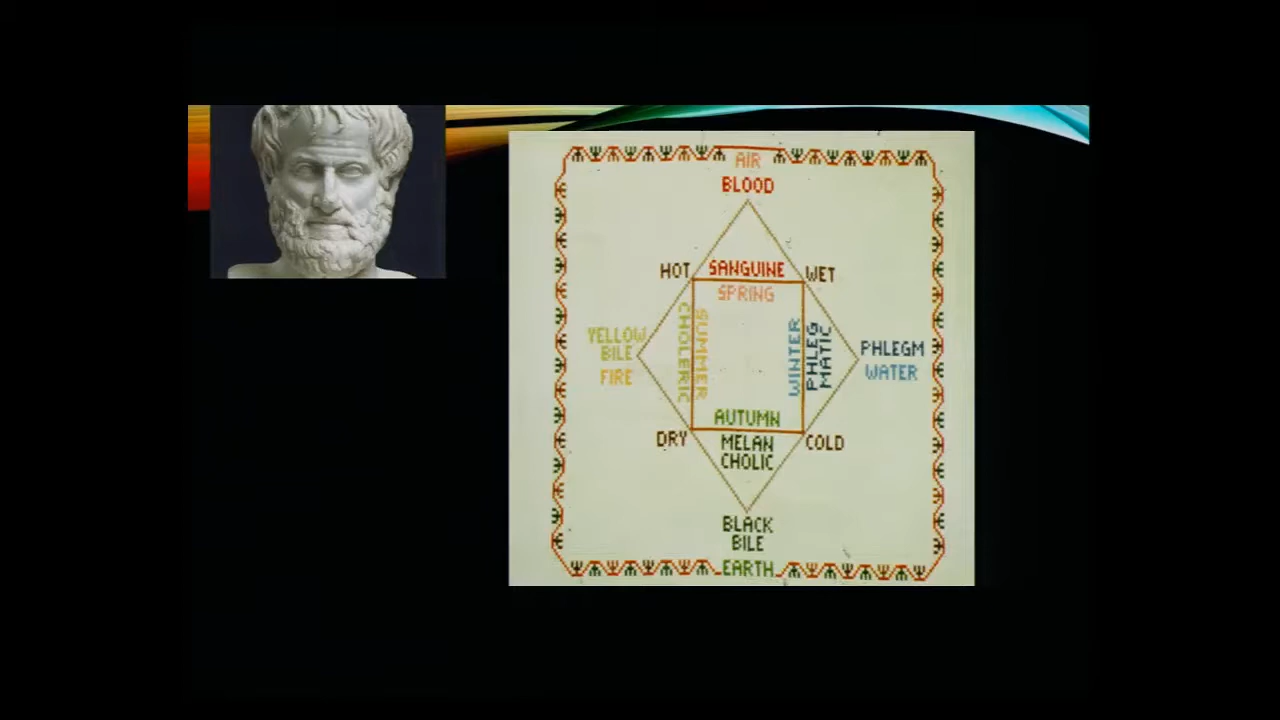 AIR
BLOOD
HOT
SANGUINE
WET
SPRING
YELLOW
BILE
FIRE
CHOLERIC
SUMMER
WINTER
PHLEG
MATIC
PHLEGM
WATER
AUTUMN
DRY
MELAN
CHOLIC
COLD
BLACK
BILE
EARTH